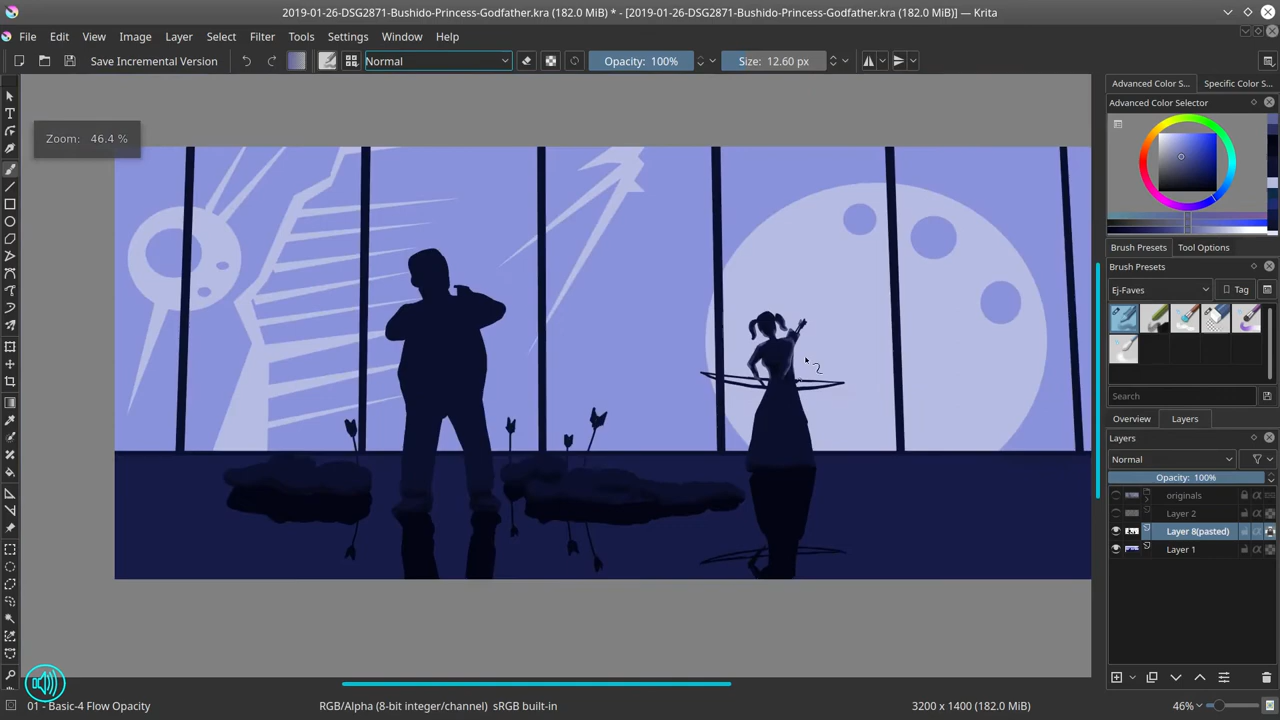 2019-01-26-DSG2871-Bushido-Princess-Godfather.kra (182.0 MiB) * - [2019-01-26-DSG2871-Bushido-Princess-Godfather.kra (182.0 MiB)] — Krita
File Edit View Image Layer Select Filter Tools Settings Window Help
Save Incremental Version Normal Opacity: 100% Size: 12.60 px
Advanced Color S... Specific Color S...
Advanced Color Selector
Zoom: 46.4 %
Brush Presets Tool Options
Brush Presets
Ej-Faves Tag
Search
Overview Layers
Layers
Normal
Opacity: 100%
originals
Layer 2
Layer 8(pasted)
Layer 1
01 - Basic-4 Flow Opacity RGB/Alpha (8-bit integer/channel) sRGB built-in 3200 x 1400 (182.0 MiB) 46%